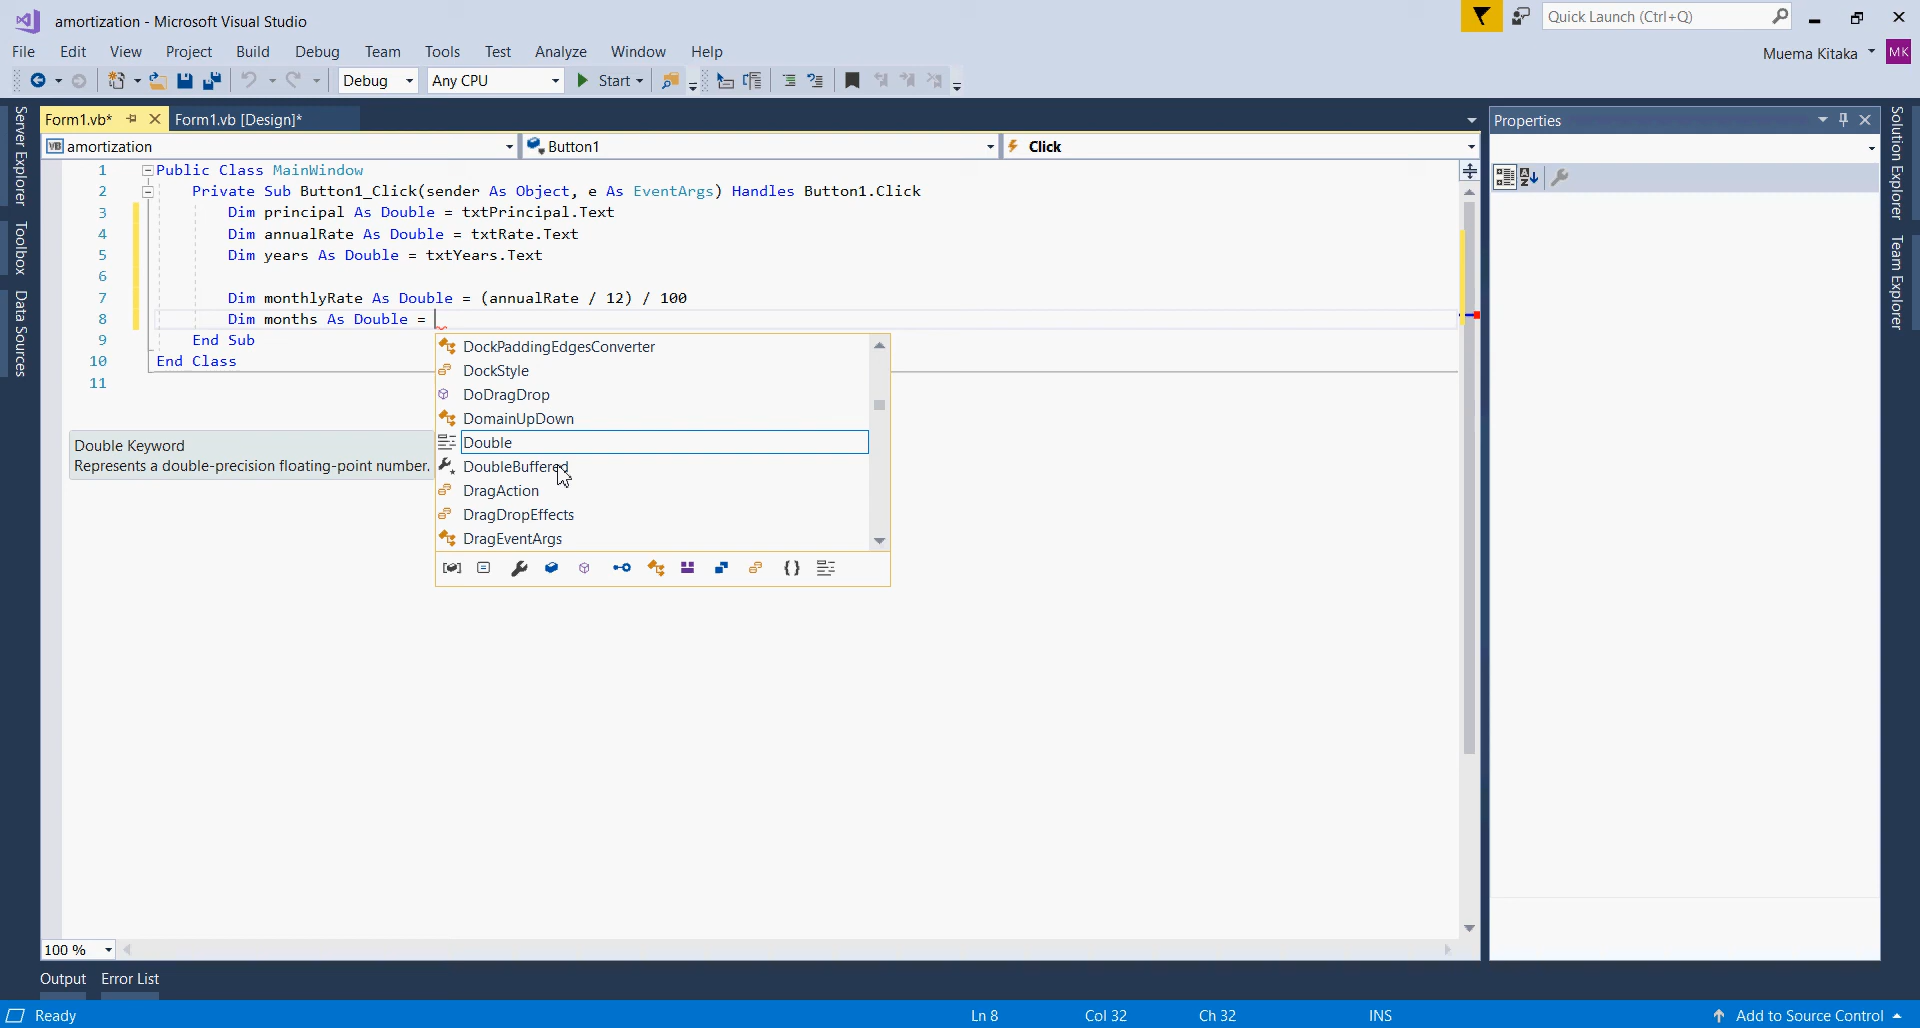 amortization - Microsoft Visual Studio
Quick Launch (Ctrl+Q)
File Edit View Project Build Debug Team Tools Test Analyze Window Help
Muema Kitaka MK
Debug Any CPU Start
Form1.vb* Form1.vb [Design]*
Properties
VB amortization Button1 Click
Server Explorer
Toolbox
Data Sources
Solution Explorer
Team Explorer
1 Public Class MainWindow
2 Private Sub Button1_Click(sender As Object, e As EventArgs) Handles Button1.Click
3 Dim principal As Double = txtPrincipal.Text
4 Dim annualRate As Double = txtRate.Text
5 Dim years As Double = txtYears.Text
6
7 Dim monthlyRate As Double = (annualRate / 12) / 100
8 Dim months As Double =
9 End Sub
10 End Class
11
DockPaddingEdgesConverter
DockStyle
DoDragDrop
DomainUpDown
Double
DoubleBuffered
DragAction
DragDropEffects
DragEventArgs
Double Keyword
Represents a double-precision floating-point number.
100 %
Output Error List
Ready Ln 8 Col 32 Ch 32 INS Add to Source Control